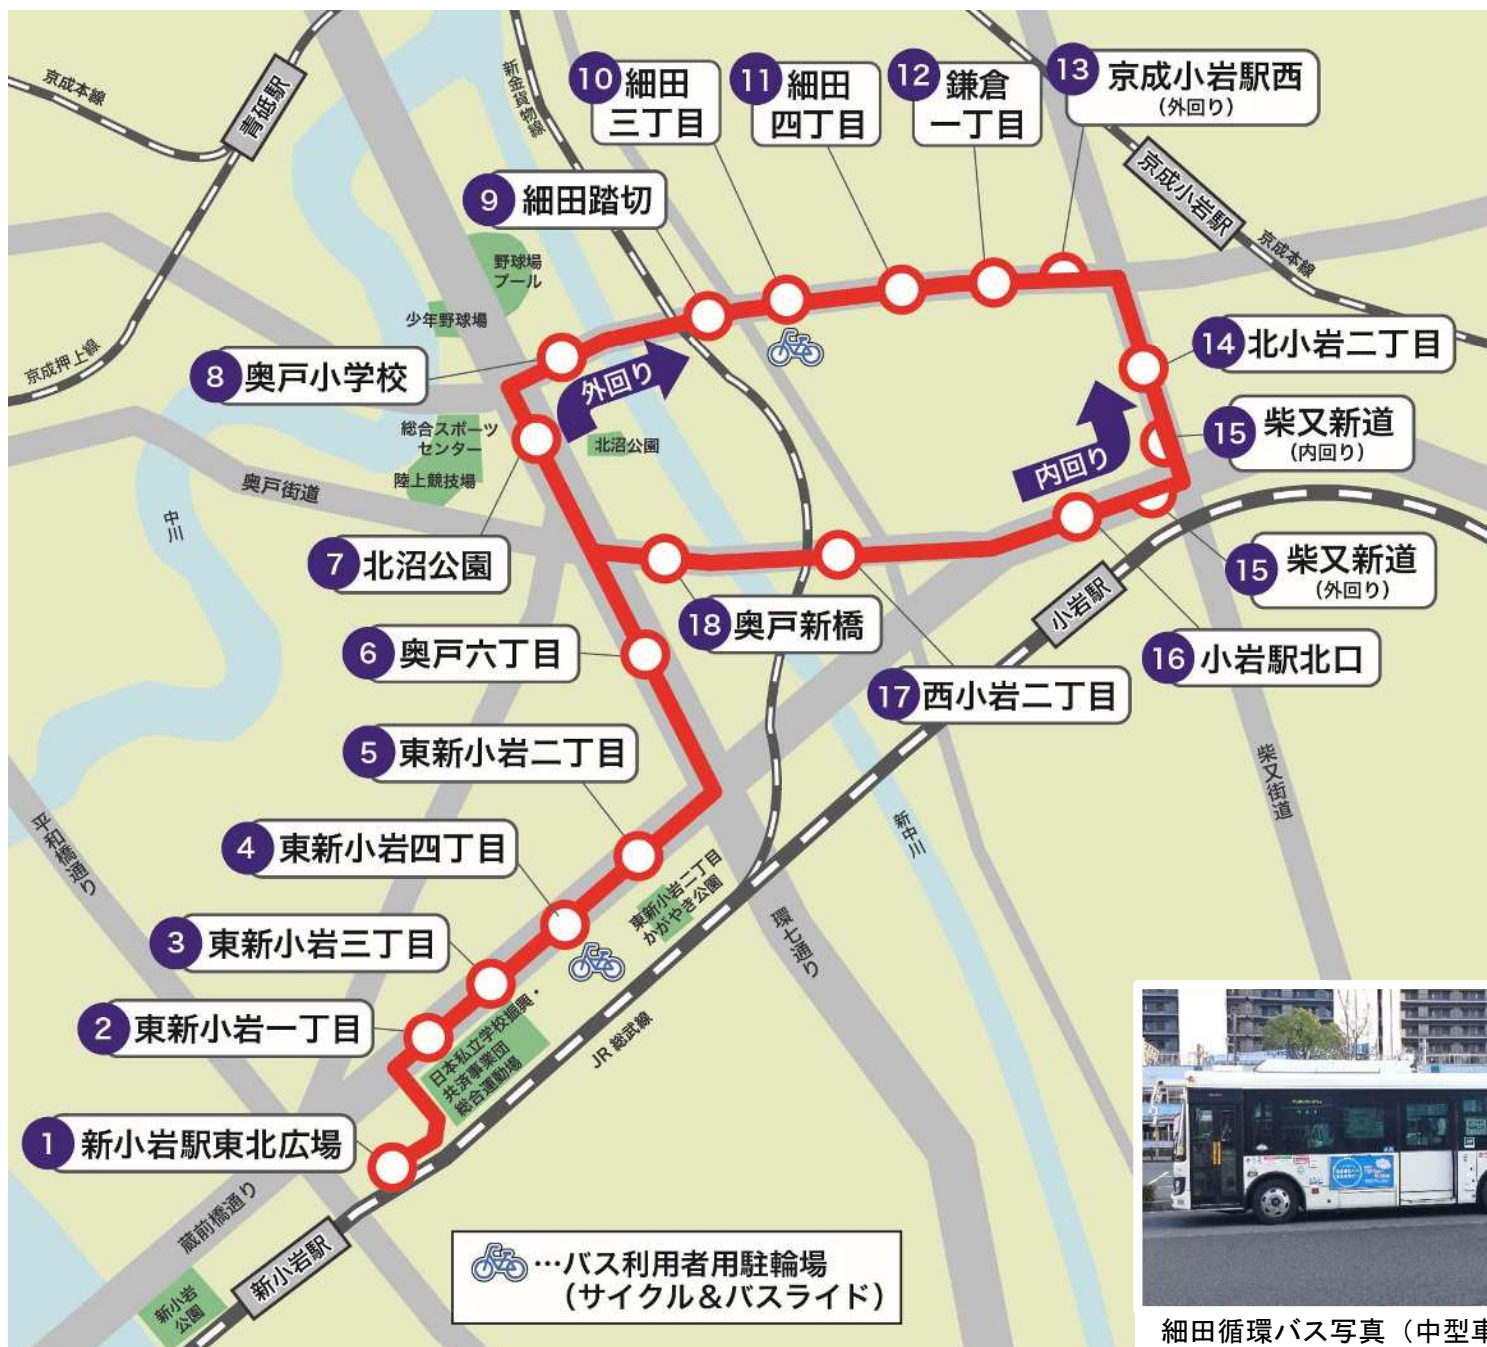 京成本線
青砥駅
新金貨物線
10 細田
三丁目
11 細田
四丁目
12 鎌倉
一丁目
13 京成小岩駅西
(外回り)
京成小岩駅
京成本線
9 細田踏切
野球場
プール
少年野球場
京成押上線
8 奥戸小学校
外回り
14 北小岩二丁目
総合スポーツ
センター
陸上競技場
北沼公園
15 柴又新道
(内回り)
内回り
奥戸街道
中川
7 北沼公園
15 柴又新道
(外回り)
小岩駅
18 奥戸新橋
6 奥戸六丁目
16 小岩駅北口
17 西小岩二丁目
5 東新小岩二丁目
柴又街道
平和橋通り
4 東新小岩四丁目
新中川
東新小岩二丁目
かがやき公園
3 東新小岩三丁目
環七通り
2 東新小岩一丁目
日本私立学校振興・
共済事業団
総合運動場
JR 総武線
1 新小岩駅東北広場
蔵前橋通り
新小岩駅
新小岩
公園
…バス利用者用駐輪場
(サイクル&バスライド)
細田循環バス写真（中型車